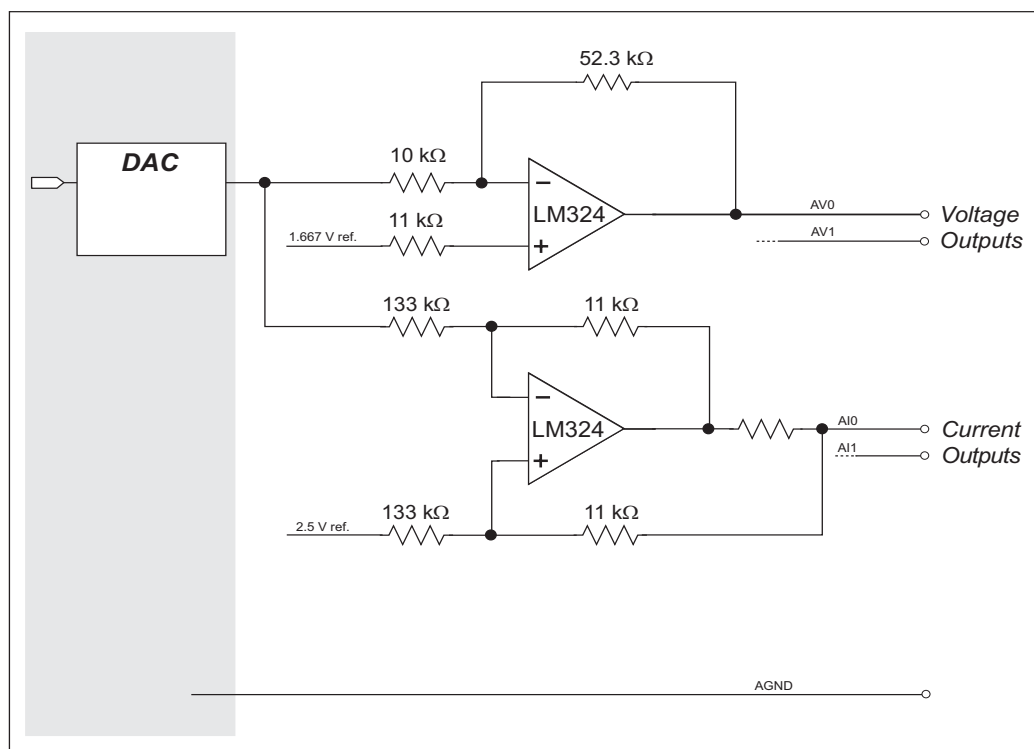 52.3 kΩ
DAC
10 kΩ
LM324
11 kΩ
1.667 V ref.
AV0
Voltage
AV1
Outputs
133 kΩ
11 kΩ
LM324
AI0
Current
AI1
Outputs
133 kΩ
11 kΩ
2.5 V ref.
AGND